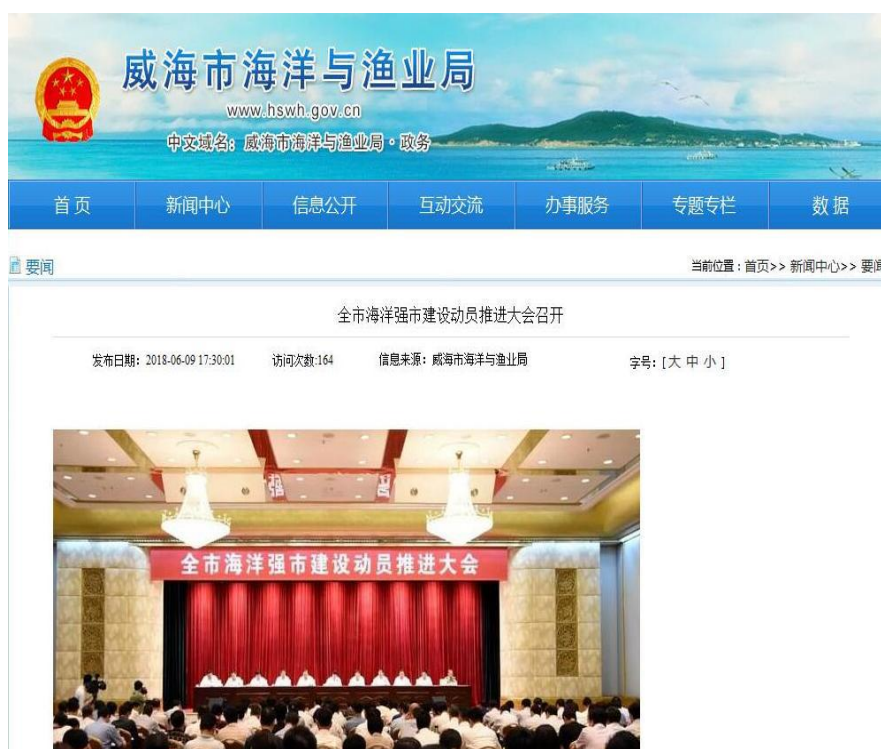 威海市海洋与渔业局
www.hswh.gov.cn
中文域名：威海市海洋与渔业局·政务
首页 新闻中心 信息公开 互动交流 办事服务 专题专栏 数据
要闻 当前位置：首页>> 新闻中心>> 要闻
全市海洋强市建设动员推进大会召开
发布日期：2018-06-09 17:30:01 访问次数:164 信息来源：威海市海洋与渔业局 字号：[大 中 小 ]
全市海洋强市建设动员推进大会